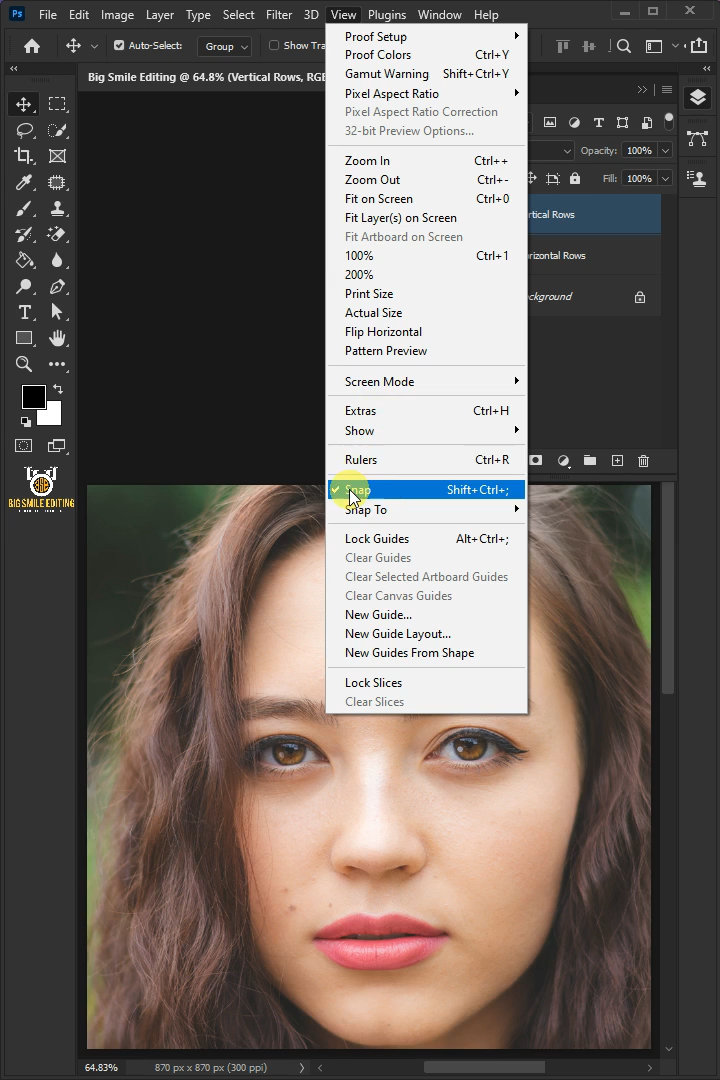 Ps File Edit Image Layer Type Select Filter 3D View Plugins Window Help
Auto-Select: Group Show Tra
Big Smile Editing @ 64.8% (Vertical Rows, RGB
Proof Setup
Proof Colors Ctrl+Y
Gamut Warning Shift+Ctrl+Y
Pixel Aspect Ratio
Pixel Aspect Ratio Correction
32-bit Preview Options...
Zoom In Ctrl++
Zoom Out Ctrl+-
Fit on Screen Ctrl+0
Fit Layer(s) on Screen
Fit Artboard on Screen
100% Ctrl+1
200%
Print Size
Actual Size
Flip Horizontal
Pattern Preview
Screen Mode
Extras Ctrl+H
Show
Rulers Ctrl+R
Snap Shift+Ctrl+;
Snap To
Lock Guides Alt+Ctrl+;
Clear Guides
Clear Selected Artboard Guides
Clear Canvas Guides
New Guide...
New Guide Layout...
New Guides From Shape
Lock Slices
Clear Slices
Opacity: 100%
Fill: 100%
rtical Rows
rizontal Rows
ckground
BIG SMILE EDITING
64.83% 870 px x 870 px (300 ppi)